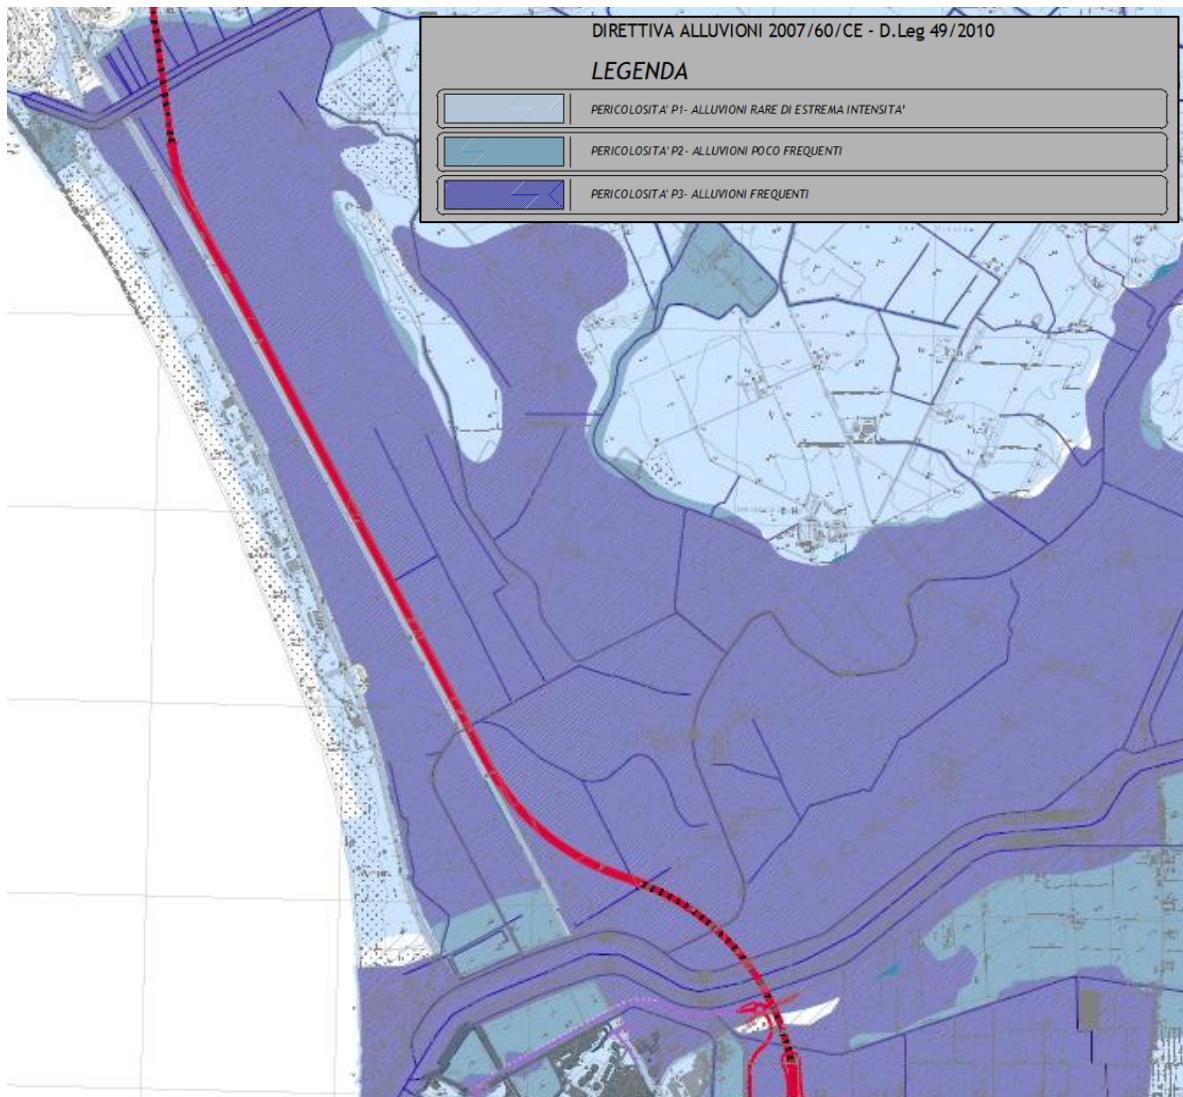 DIRETTIVA ALLUVIONI 2007/60/CE - D.Leg 49/2010
LEGENDA
PERICOLOSITA' P1- ALLUVIONI RARE DI ESTREMA INTENSITA'
PERICOLOSITA' P2- ALLUVIONI POCO FREQUENTI
PERICOLOSITA' P3- ALLUVIONI FREQUENTI